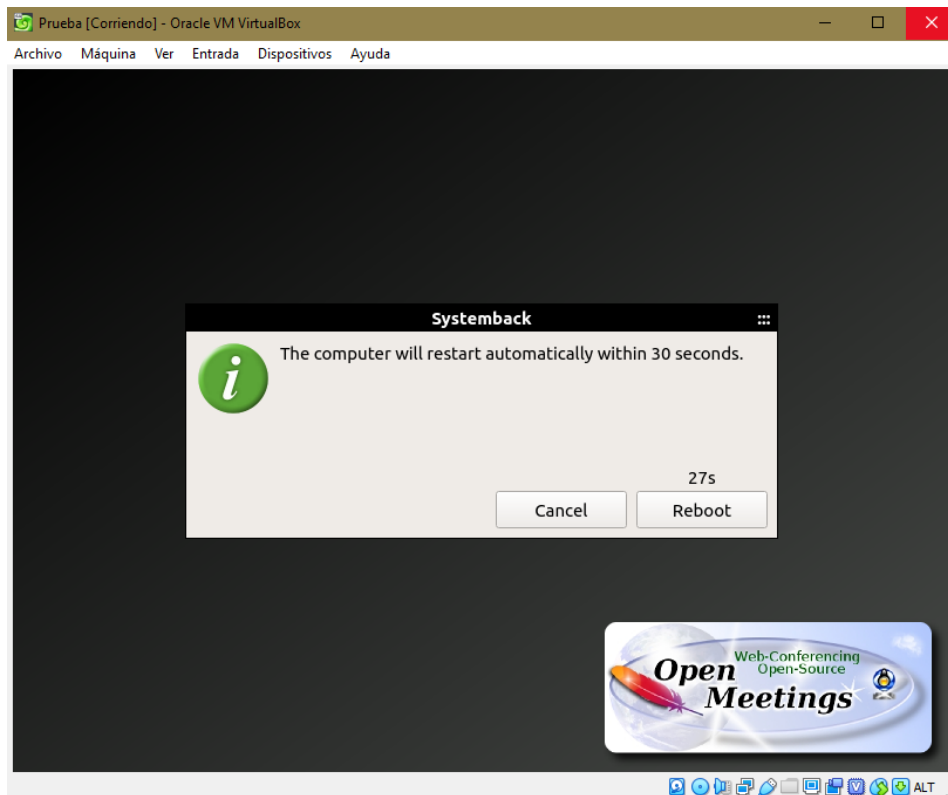 Prueba [Corriendo] - Oracle VM VirtualBox
Archivo Máquina Ver Entrada Dispositivos Ayuda
Systemback
The computer will restart automatically within 30 seconds.
27s
Cancel Reboot
Web-Conferencing
Open Open-Source
Meetings
ALT